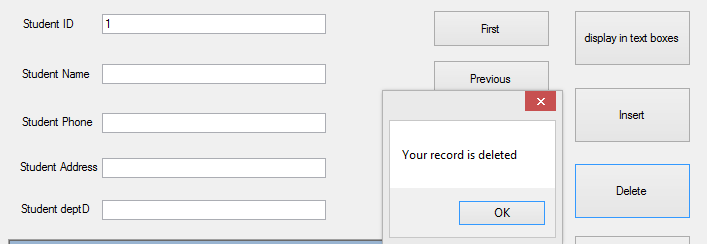 Student ID
1
First
display in text boxes
Student Name
Previous
Student Phone
Insert
Your record is deleted
Student Address
Delete
Student deptD
OK